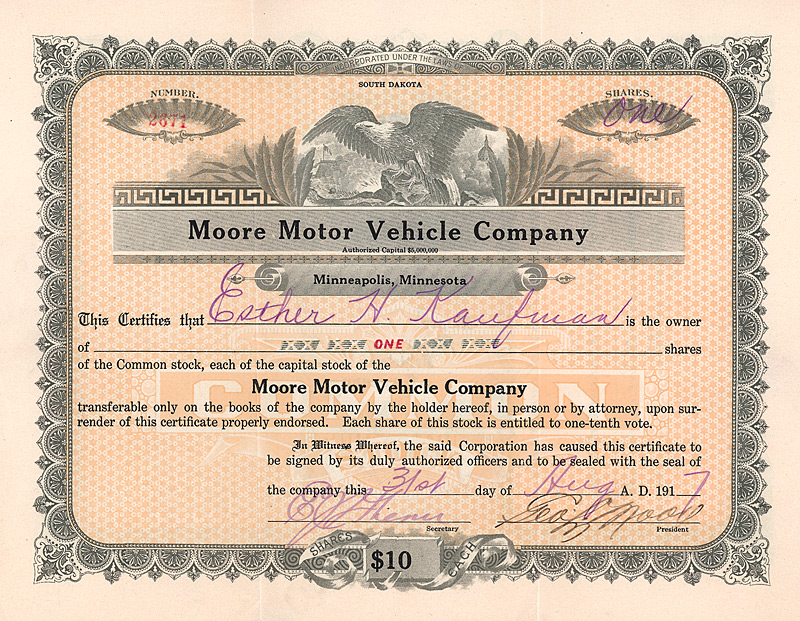 INCORPORATED UNDER THE LAWS OF
SOUTH DAKOTA
NUMBER.
2671
SHARES.
One
Moore Motor Vehicle Company
Authorized Capital $5,000,000
Minneapolis, Minnesota
This Certifies that Esther H. Kaufman is the owner
of ONE shares
of the Common stock, each of the capital stock of the
COMMON
Moore Motor Vehicle Company
transferable only on the books of the company by the holder hereof, in person or by attorney, upon sur-
render of this certificate properly endorsed. Each share of this stock is entitled to one-tenth vote.
In Witness Whereof, the said Corporation has caused this certificate to
be signed by its duly authorized officers and to be sealed with the seal of
the company this 31st day of Aug A. D. 1917
Secretary
President
SHARES
$10
EACH